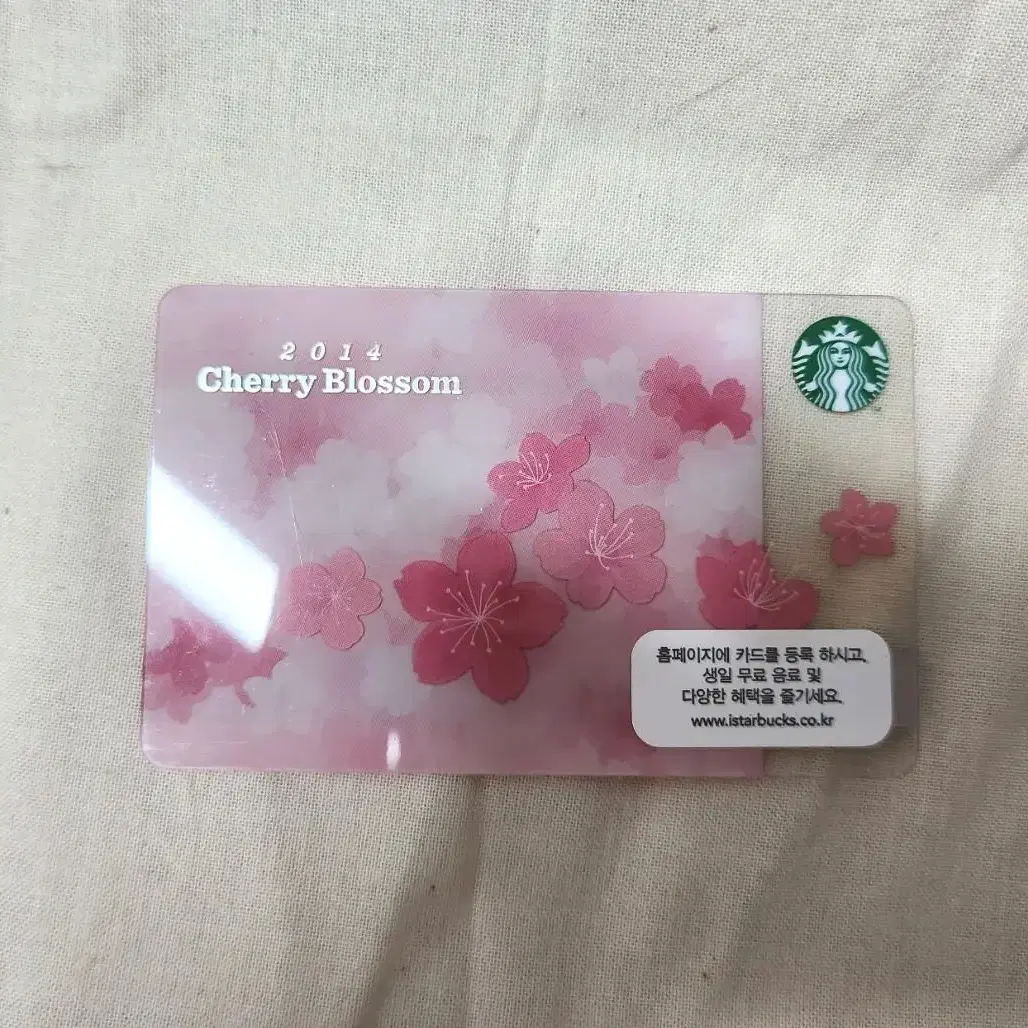 2014
Cherry Blossom
홈페이지에 카드를 등록 하시고,
생일 무료 음료 및
다양한 혜택을 즐기세요.
www.istarbucks.co.kr